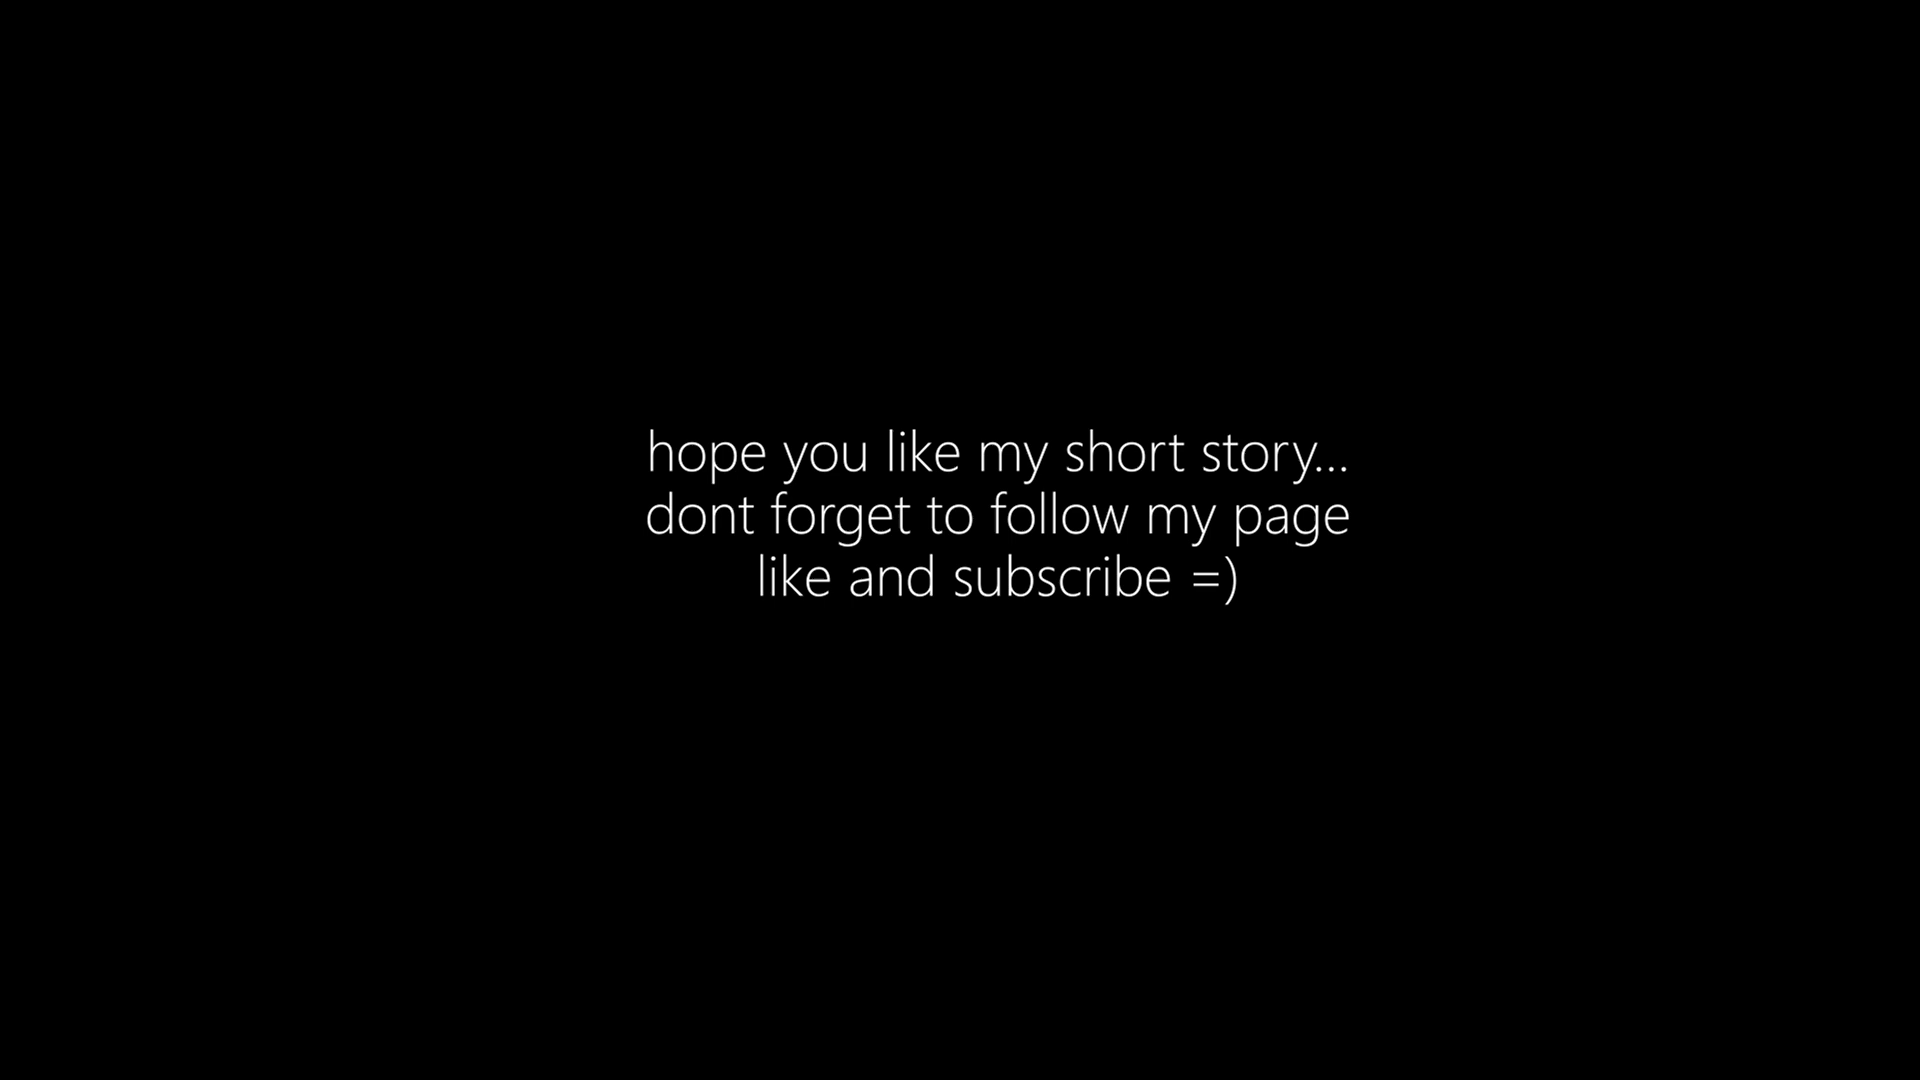 hope you like my short story...
dont forget to follow my page
like and subscribe =)